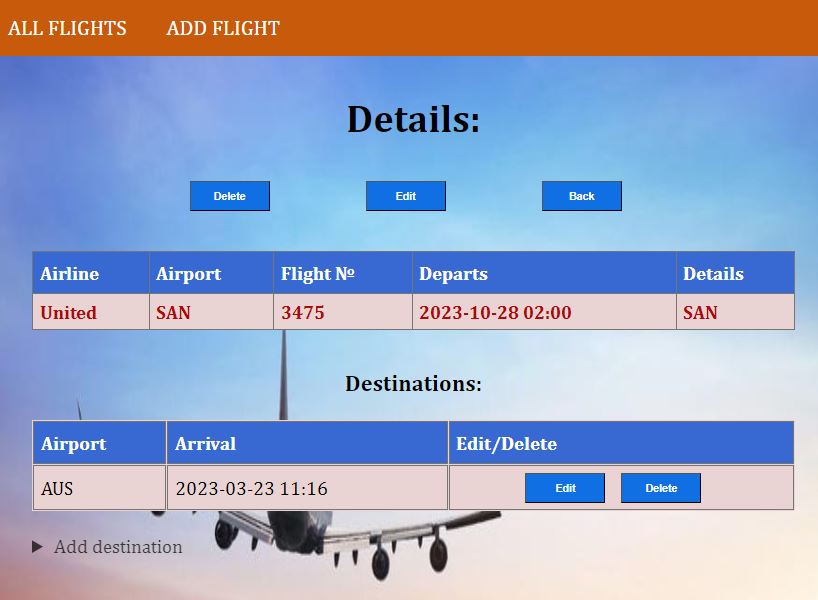 ALL FLIGHTS ADD FLIGHT
Details:
Delete Edit Back
Airline Airport Flight № Departs Details
United SAN 3475 2023-10-28 02:00 SAN
Destinations:
Airport Arrival Edit/Delete
AUS 2023-03-23 11:16 Edit Delete
Add destination